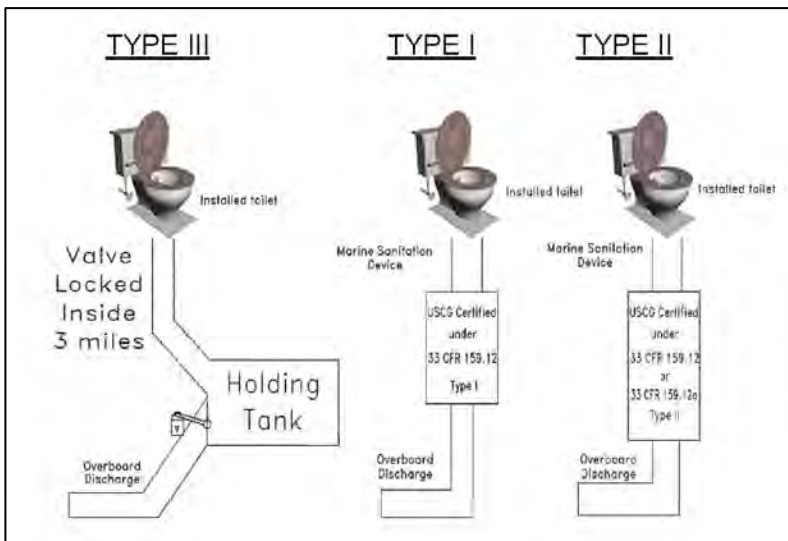 TYPE III
Installed toilet
Valve
Locked
Inside
3 miles
Holding
Tank
Overboard
Discharge
TYPE I
Installed toilet
Marine Sanitation
Device
USCG Certified
under
33 CFR 159.12
Type I
Overboard
Discharge
TYPE II
Installed toilet
Marine Sanitation
Device
USCG Certified
under
33 CFR 159.12
or
33 CFR 159.12a
Type II
Overboard
Discharge